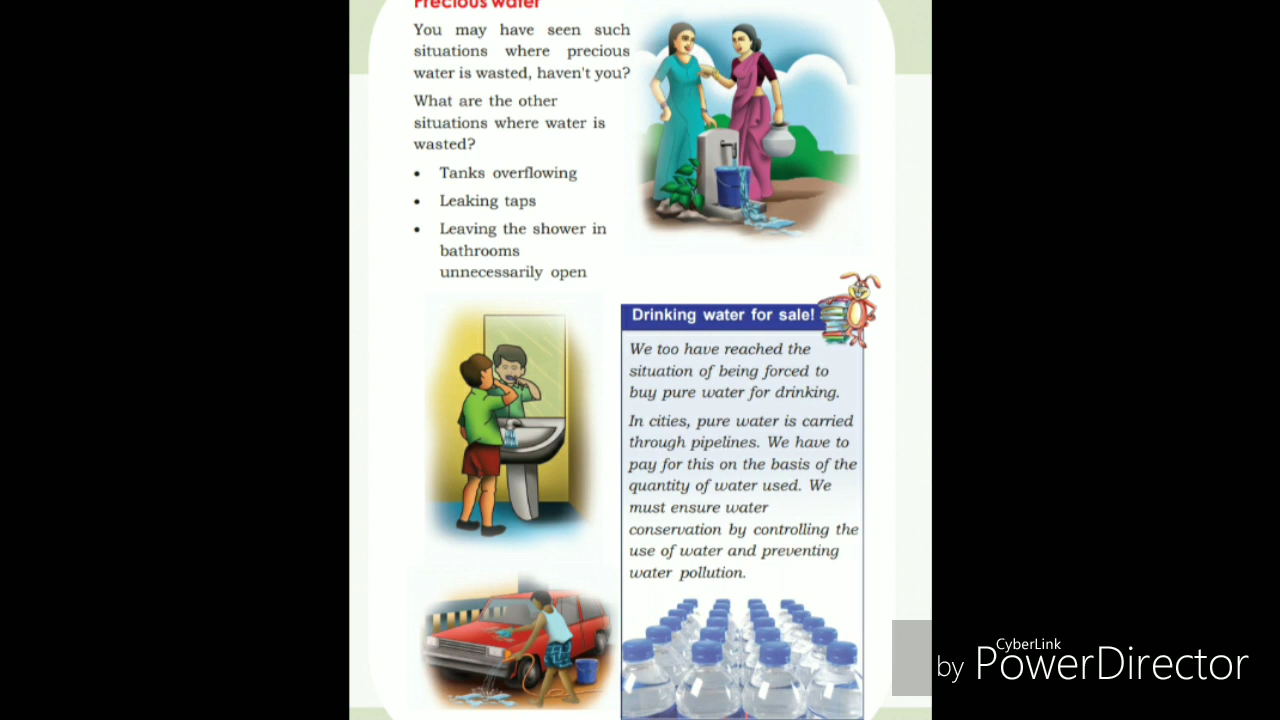 Precious water
You may have seen such
situations where precious
water is wasted, haven't you?
What are the other
situations where water is
wasted?
• Tanks overflowing
• Leaking taps
• Leaving the shower in
bathrooms
unnecessarily open
Drinking water for sale!
We too have reached the
situation of being forced to
buy pure water for drinking.
In cities, pure water is carried
through pipelines. We have to
pay for this on the basis of the
quantity of water used. We
must ensure water
conservation by controlling the
use of water and preventing
water pollution.
CyberLink
by PowerDirector